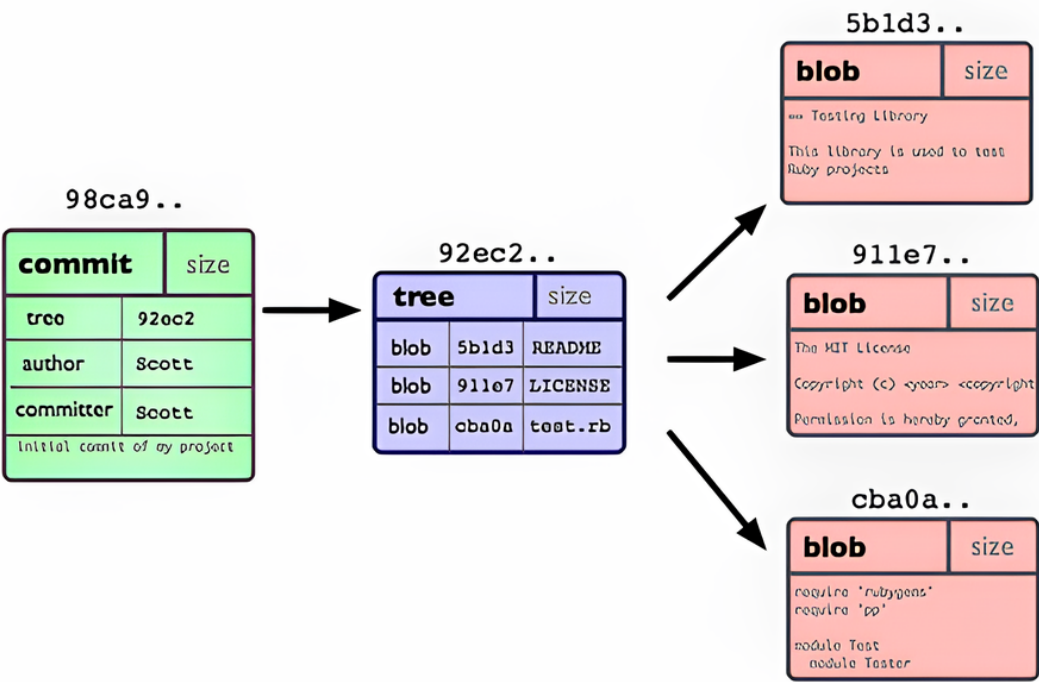 98ca9..
commit size
tree 92ec2
author Scott
committer Scott
initial commit of my project
92ec2..
tree size
blob 5b1d3 README
blob 911e7 LICENSE
blob cba0a test.rb
5b1d3..
blob size
== Testing Library
This library is used to test
Ruby projects
911e7..
blob size
The MIT License
Copyright (c) <year> <copyright
Permission is hereby granted,
cba0a..
blob size
require 'rubygems'
require 'pp'
module Test
module Tester